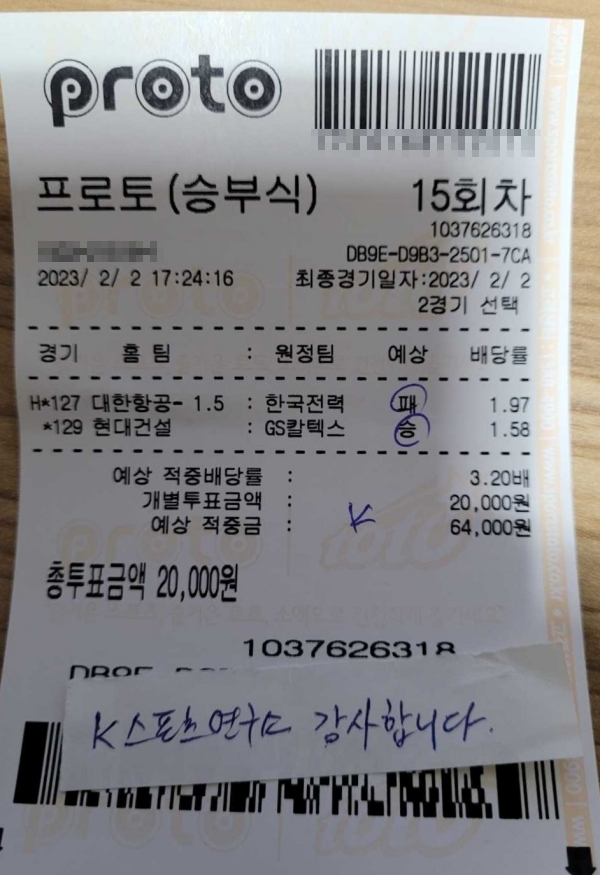 proto
프로토(승부식) 15회차
1037626318
DB9E-D9B3-2501-7CA
2023/ 2/ 2 17:24:16 최종경기일자:2023/ 2/ 2
2경기 선택
경기 홈팀 : 원정팀 예상 배당률
H*127 대한항공- 1.5 : 한국전력 패 1.97
*129 현대건설 : GS칼텍스 승 1.58
예상 적중배당률 : 3.20배
개별투표금액 : 20,000원
예상 적중금 : K 64,000원
총투표금액 20,000원
1037626318
K스포츠연구소 감사합니다.